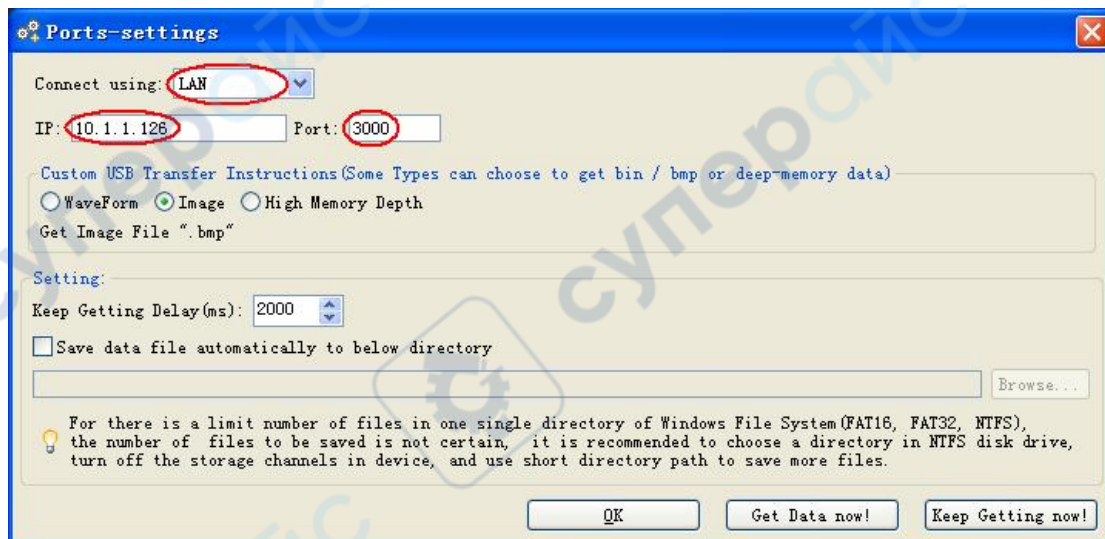 Ports-settings
Connect using: LAN
IP: 10.1.1.126 Port: 3000
Custom USB Transfer Instructions(Some Types can choose to get bin / bmp or deep-memory data)
WaveForm Image High Memory Depth
Get Image File ".bmp"
Setting:
Keep Getting Delay(ms): 2000
Save data file automatically to below directory
Browse...
For there is a limit number of files in one single directory of Windows File System(FAT16, FAT32, NTFS),
the number of files to be saved is not certain, it is recommended to choose a directory in NTFS disk drive,
turn off the storage channels in device, and use short directory path to save more files.
OK Get Data now! Keep Getting now!
суперайс